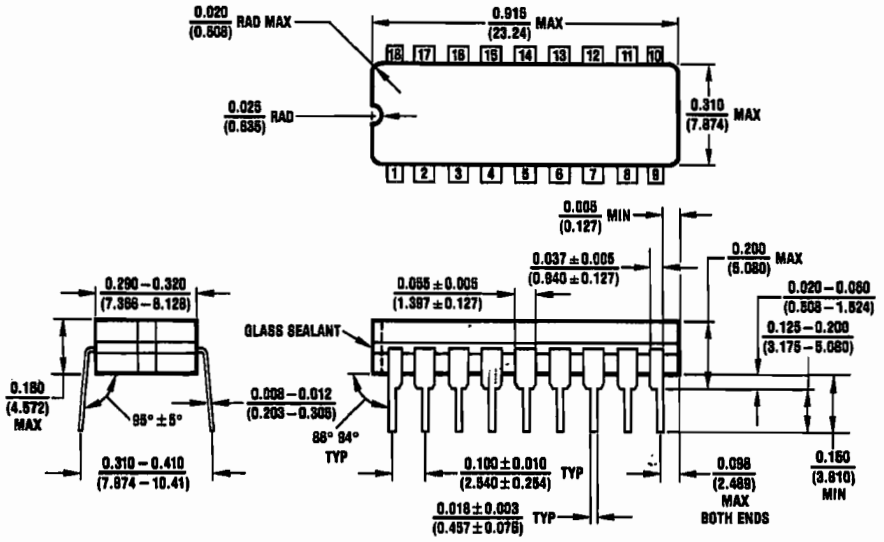 0.020
(0.508) RAD MAX
0.915
(23.24) MAX
18 17 16 15 14 13 12 11 10
0.025
(0.635) RAD
0.310
(7.874) MAX
1 2 3 4 5 6 7 8 9
0.005
(0.127) MIN
0.200
(5.080) MAX
0.037 ± 0.005
(0.940 ± 0.127)
0.290 – 0.320
(7.366 – 8.128)
0.055 ± 0.005
(1.397 ± 0.127)
0.020 – 0.060
(0.508 – 1.524)
0.125 – 0.200
(3.175 – 5.080)
GLASS SEALANT
0.180
(4.572)
MAX
95° ± 5°
0.008 – 0.012
(0.203 – 0.305)
86° 94°
TYP
0.310 – 0.410
(7.874 – 10.41)
0.100 ± 0.010
(2.540 ± 0.254) TYP
0.018 ± 0.003
(0.457 ± 0.076) TYP
0.098
(2.489)
MAX
BOTH ENDS
0.150
(3.810)
MIN